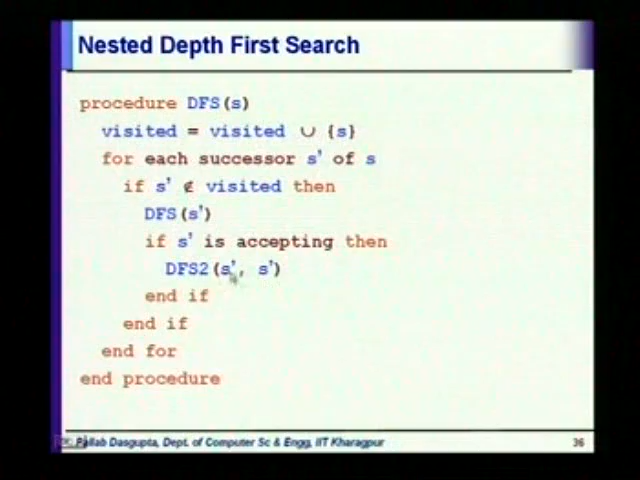 Nested Depth First Search
procedure DFS(s)
visited = visited ∪ {s}
for each successor s' of s
if s' ∉ visited then
DFS(s')
if s' is accepting then
DFS2(s', s')
end if
end if
end for
end procedure
Pallab Dasgupta, Dept. of Computer Sc & Engg, IIT Kharagpur
36